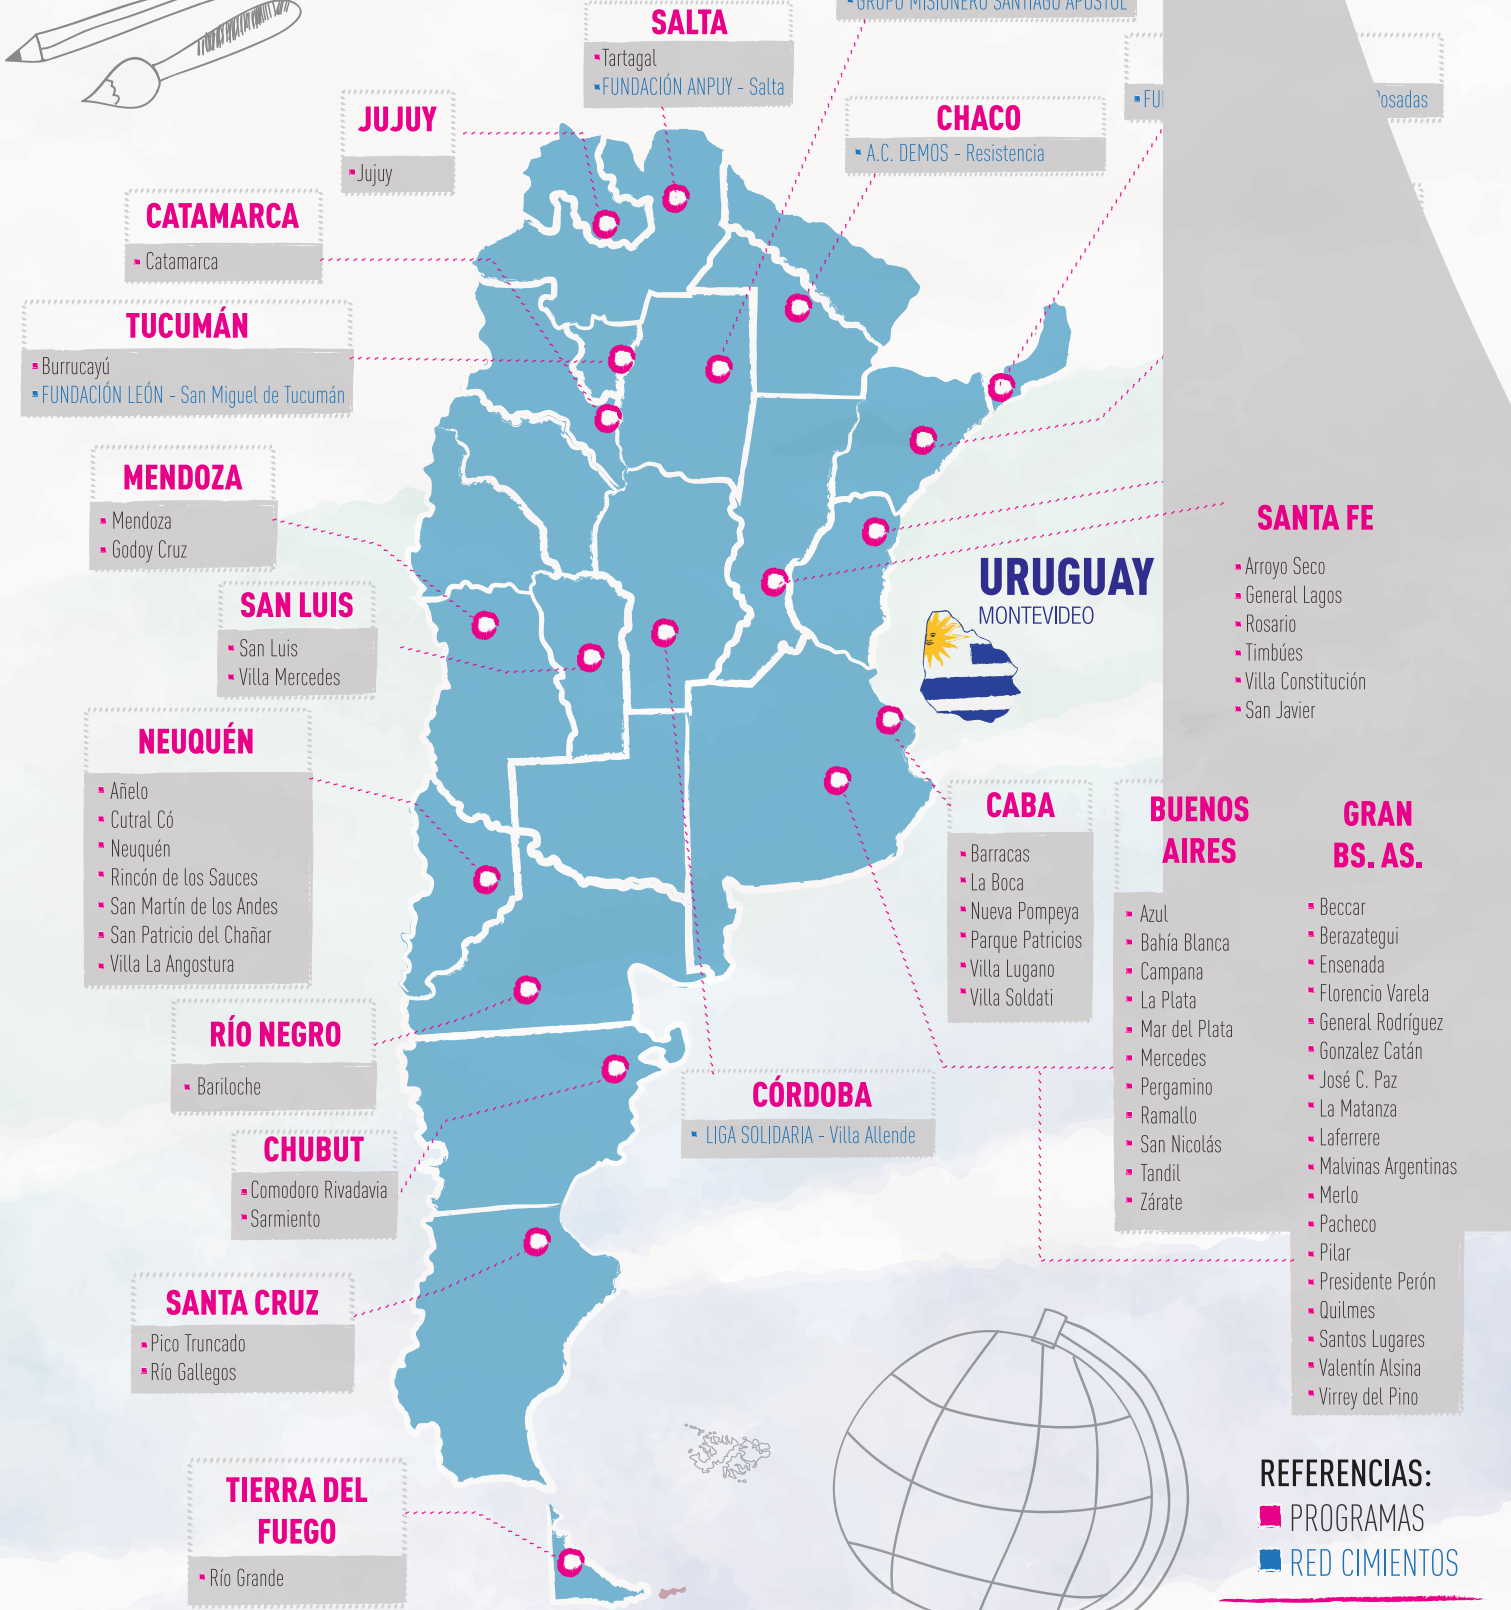 GRUPO MISIONERO SANTIAGO APOSTOL
SALTA
Tartagal
FUNDACIÓN ANPUY - Salta
Posadas
JUJUY
Jujuy
CHACO
A.C. DEMOS - Resistencia
CATAMARCA
Catamarca
TUCUMÁN
Burrucayú
FUNDACIÓN LEÓN - San Miguel de Tucumán
MENDOZA
Mendoza
Godoy Cruz
SANTA FE
Arroyo Seco
General Lagos
Rosario
Timbúes
Villa Constitución
San Javier
URUGUAY
MONTEVIDEO
SAN LUIS
San Luis
Villa Mercedes
NEUQUÉN
Añelo
Cutral Có
Neuquén
Rincón de los Sauces
San Martín de los Andes
San Patricio del Chañar
Villa La Angostura
CABA
Barracas
La Boca
Nueva Pompeya
Parque Patricios
Villa Lugano
Villa Soldati
BUENOS
AIRES
Azul
Bahía Blanca
Campana
La Plata
Mar del Plata
Mercedes
Pergamino
Ramallo
San Nicolás
Tandil
Zárate
GRAN
BS. AS.
Beccar
Berazategui
Ensenada
Florencio Varela
General Rodríguez
Gonzalez Catán
José C. Paz
La Matanza
Laferrere
Malvinas Argentinas
Merlo
Pacheco
Pilar
Presidente Perón
Quilmes
Santos Lugares
Valentín Alsina
Virrey del Pino
RÍO NEGRO
Bariloche
CÓRDOBA
LIGA SOLIDARIA - Villa Allende
CHUBUT
Comodoro Rivadavia
Sarmiento
SANTA CRUZ
Pico Truncado
Río Gallegos
TIERRA DEL
FUEGO
Río Grande
REFERENCIAS:
PROGRAMAS
RED CIMIENTOS